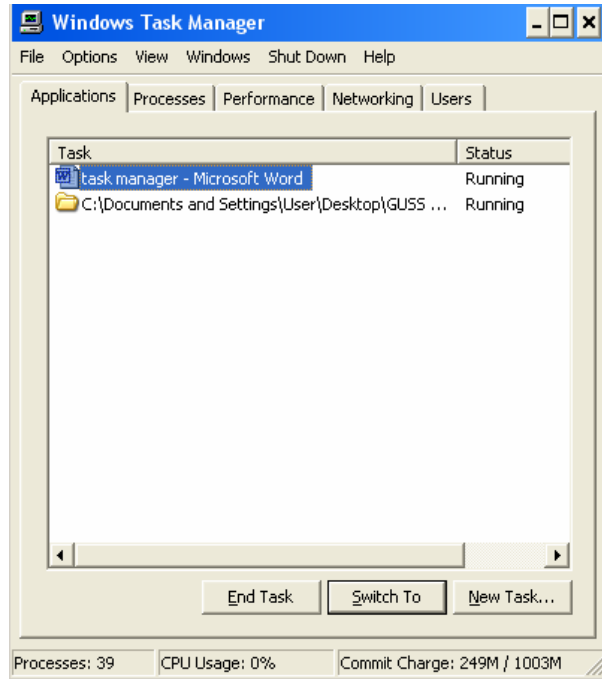 Windows Task Manager
File Options View Windows Shut Down Help
Applications Processes Performance Networking Users
Task Status
task manager - Microsoft Word Running
C:\Documents and Settings\User\Desktop\GUSS ... Running
End Task Switch To New Task...
Processes: 39 CPU Usage: 0% Commit Charge: 249M / 1003M